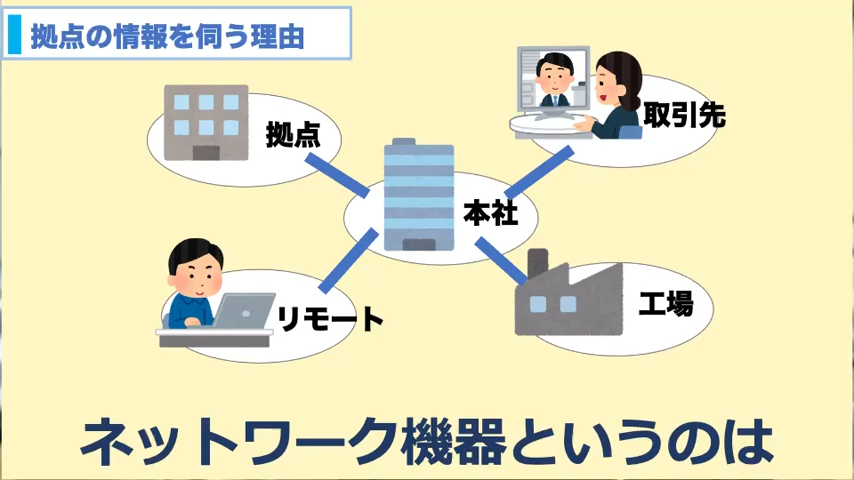 拠点の情報を伺う理由
拠点
取引先
本社
リモート
工場
ネットワーク機器というのは